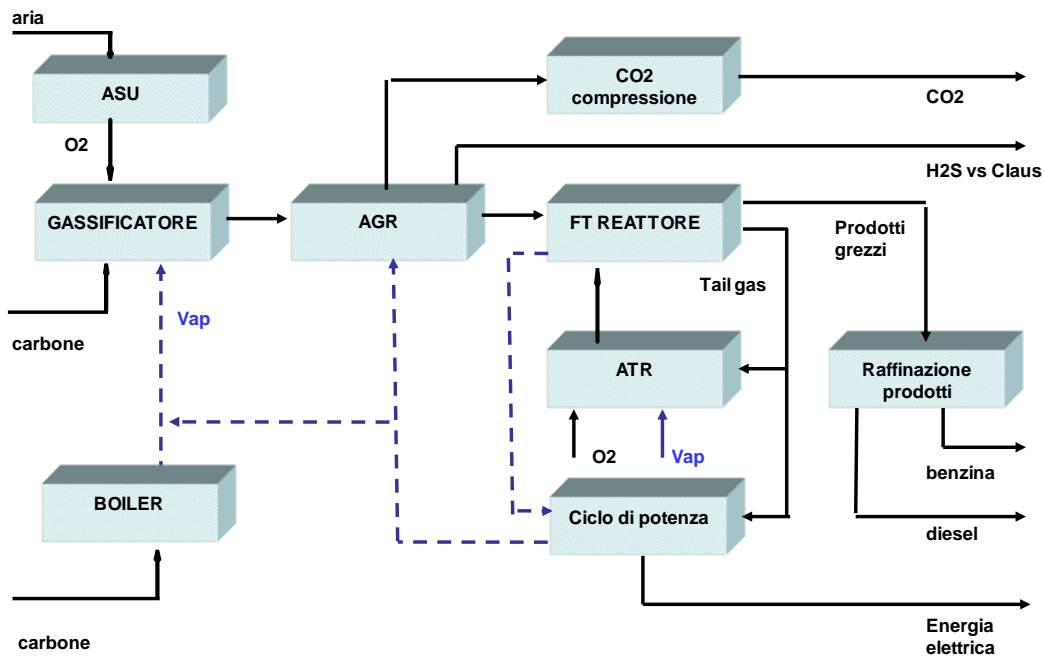 aria
ASU
CO2
compressione
CO2
O2
H2S vs Claus
GASSIFICATORE
AGR
FT REATTORE
Prodotti
grezzi
Tail gas
Vap
carbone
ATR
Raffinazione
prodotti
O2
Vap
benzina
BOILER
Ciclo di potenza
diesel
Energia
elettrica
carbone